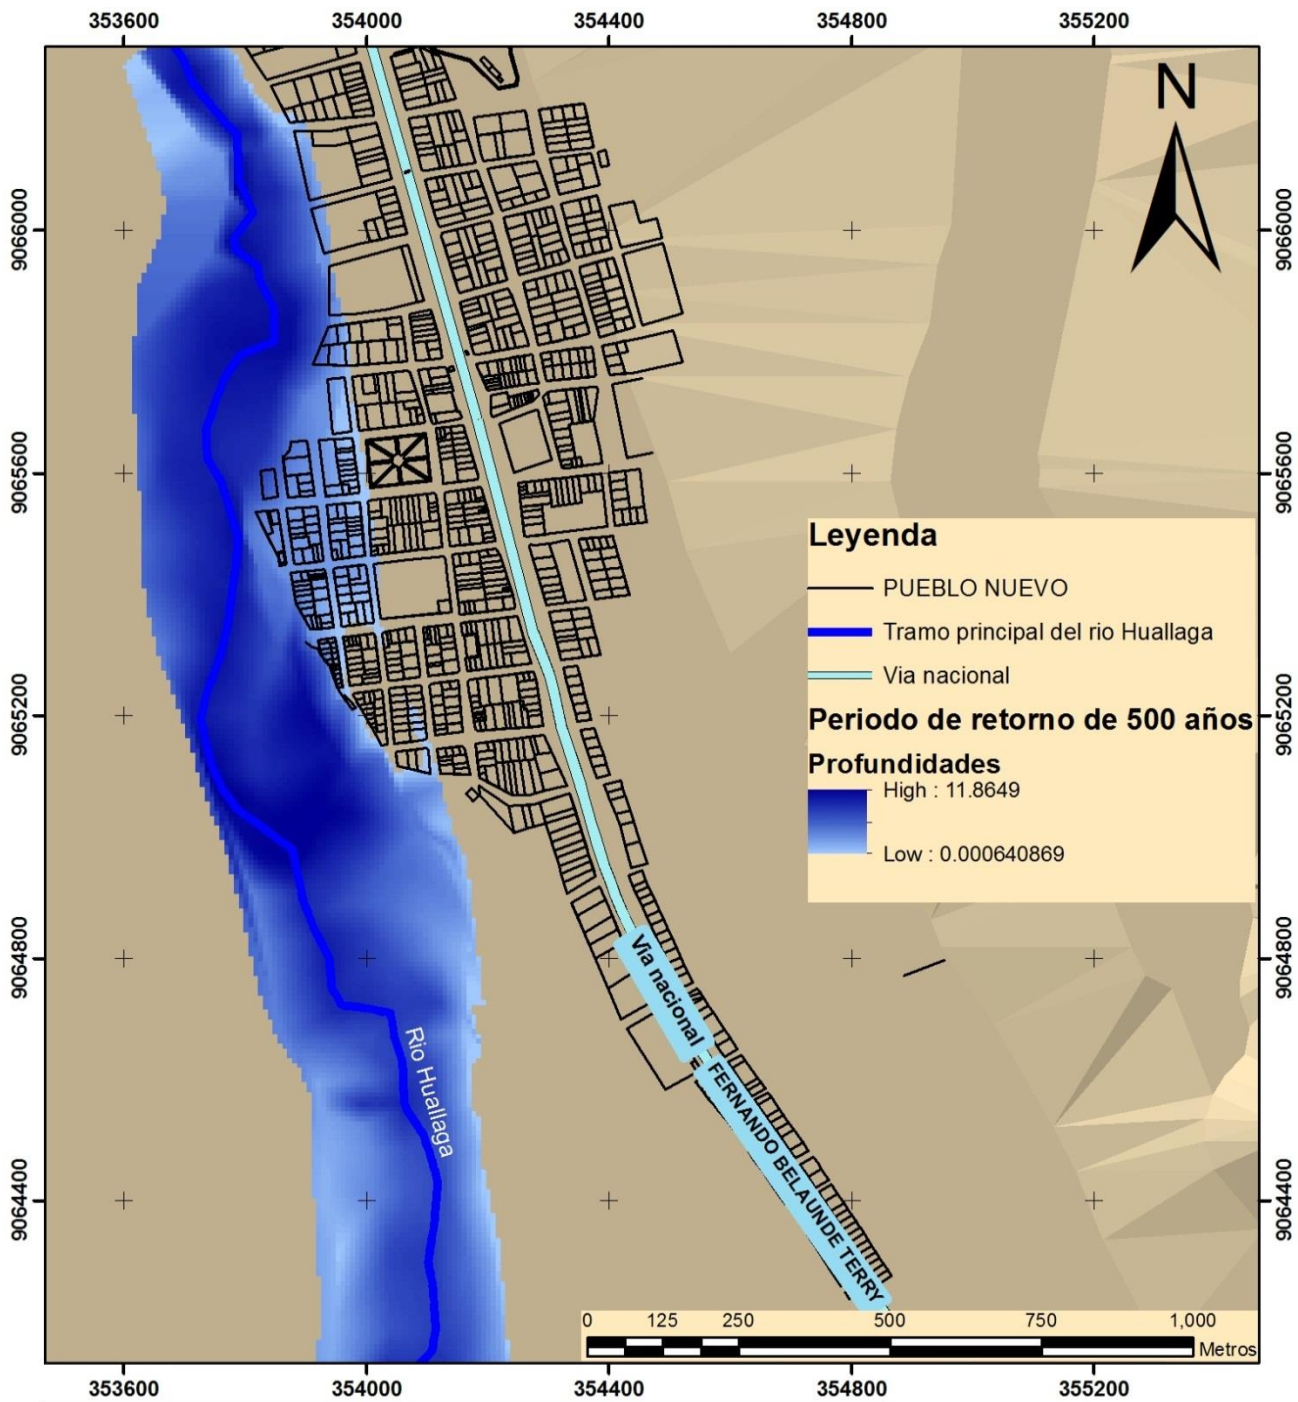 353600 354000 354400 354800 355200
N
9066000 9066000
9065600 9065600
Leyenda
PUEBLO NUEVO
Tramo principal del rio Huallaga
Via nacional
9065200 9065200
Periodo de retorno de 500 años
Profundidades
High : 11.8649
Low : 0.000640869
9064800 9064800
Via nacional
Rio Huallaga
FERNANDO BELAUNDE TERRY
9064400 9064400
0 125 250 500 750 1,000
Metros
353600 354000 354400 354800 355200